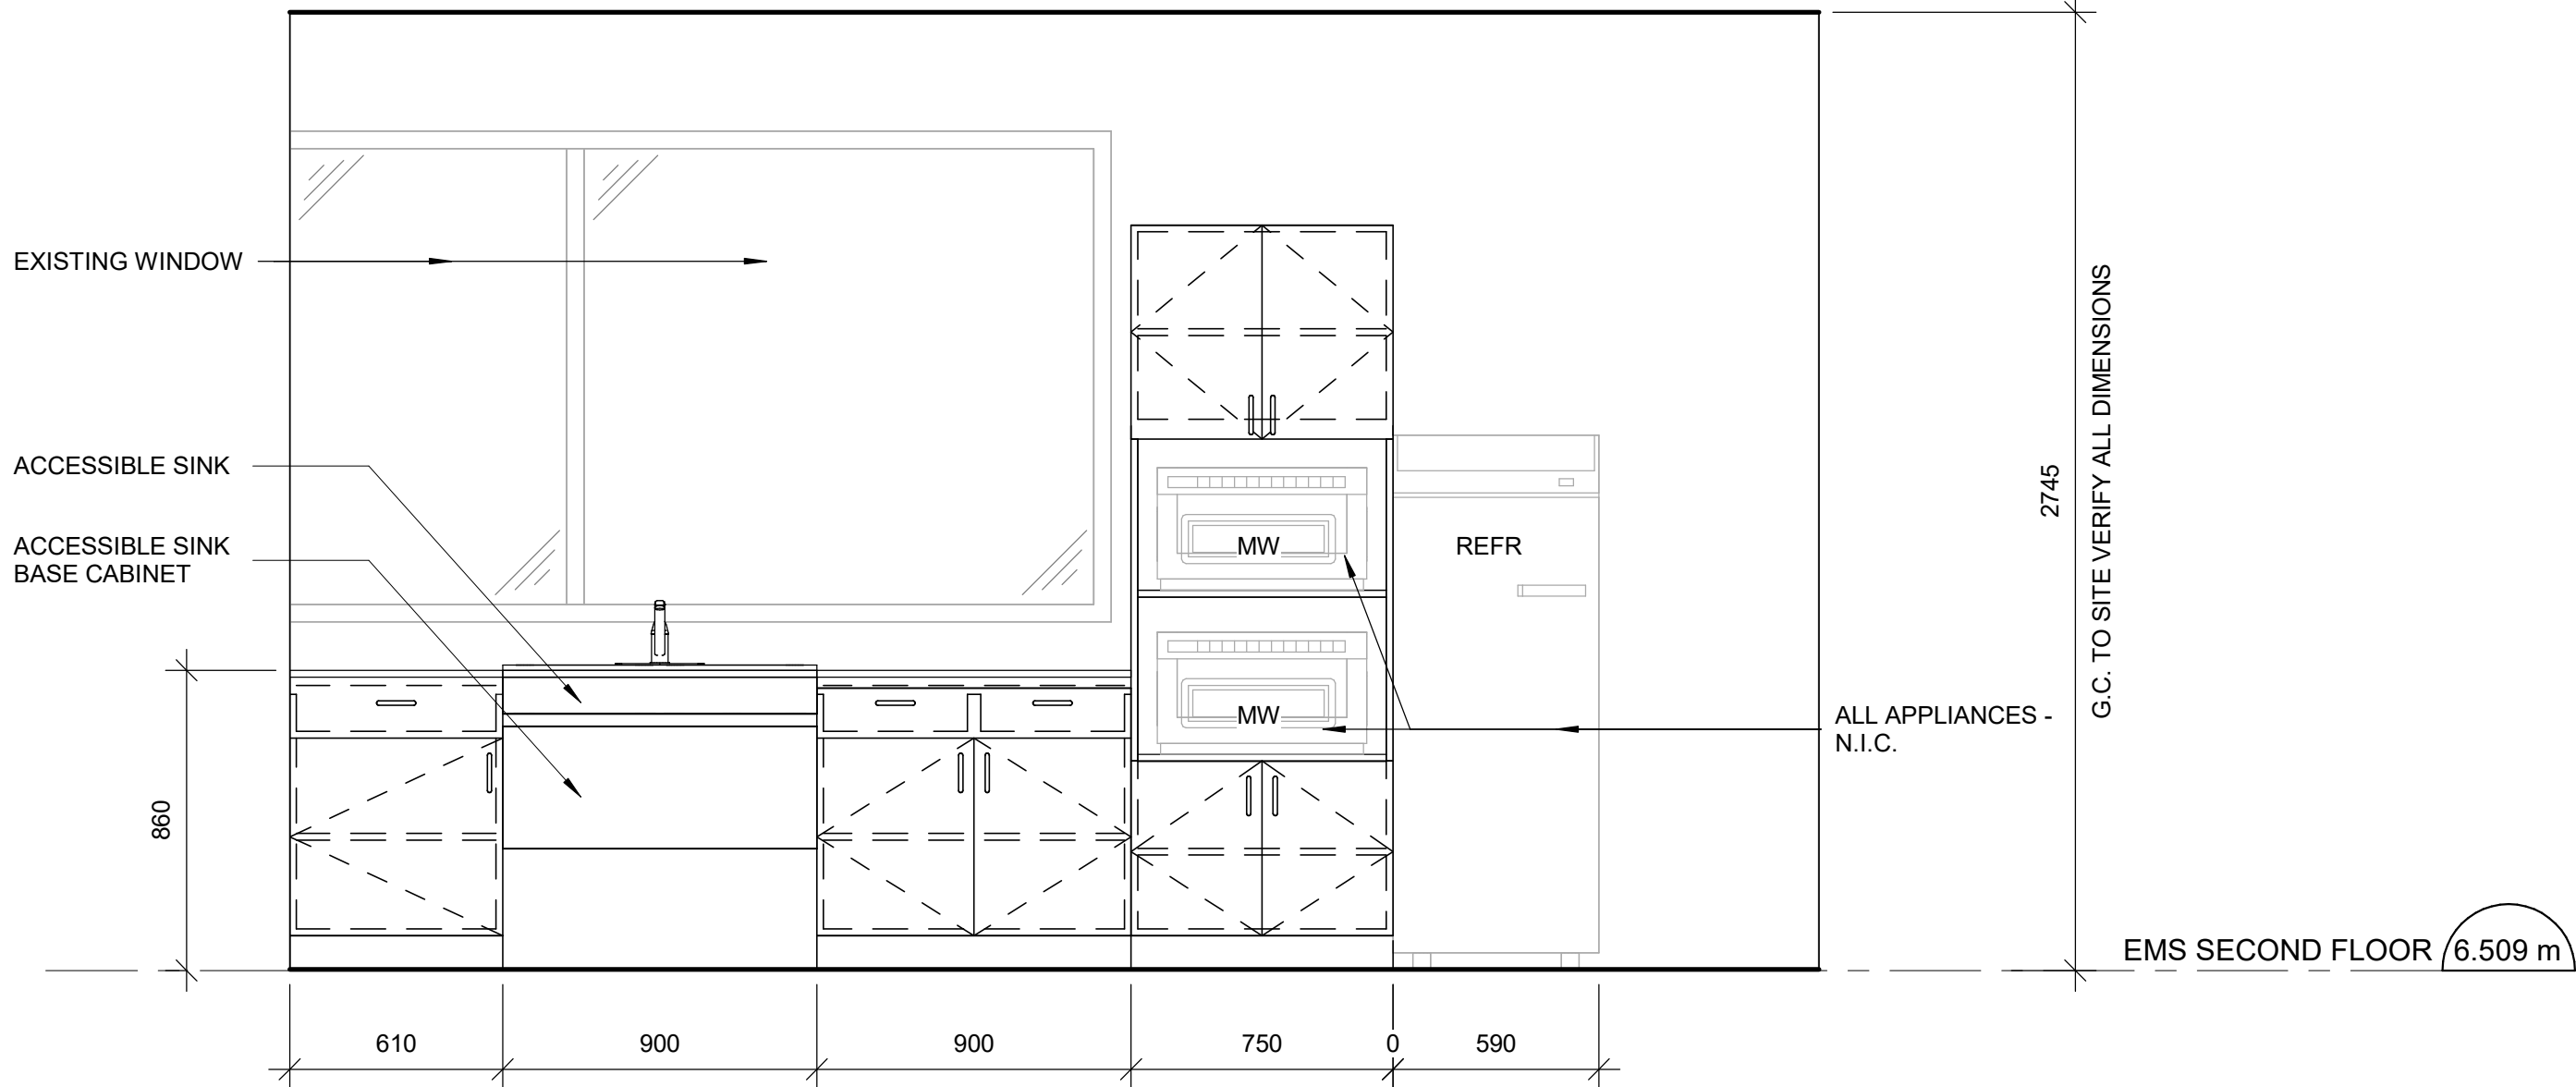 EXISTING WINDOW
ACCESSIBLE SINK
ACCESSIBLE SINK
BASE CABINET
MW
REFR
MW
ALL APPLIANCES -
N.I.C.
2745
G.C. TO SITE VERIFY ALL DIMENSIONS
860
EMS SECOND FLOOR
6.509 m
610
900
900
750
0
590